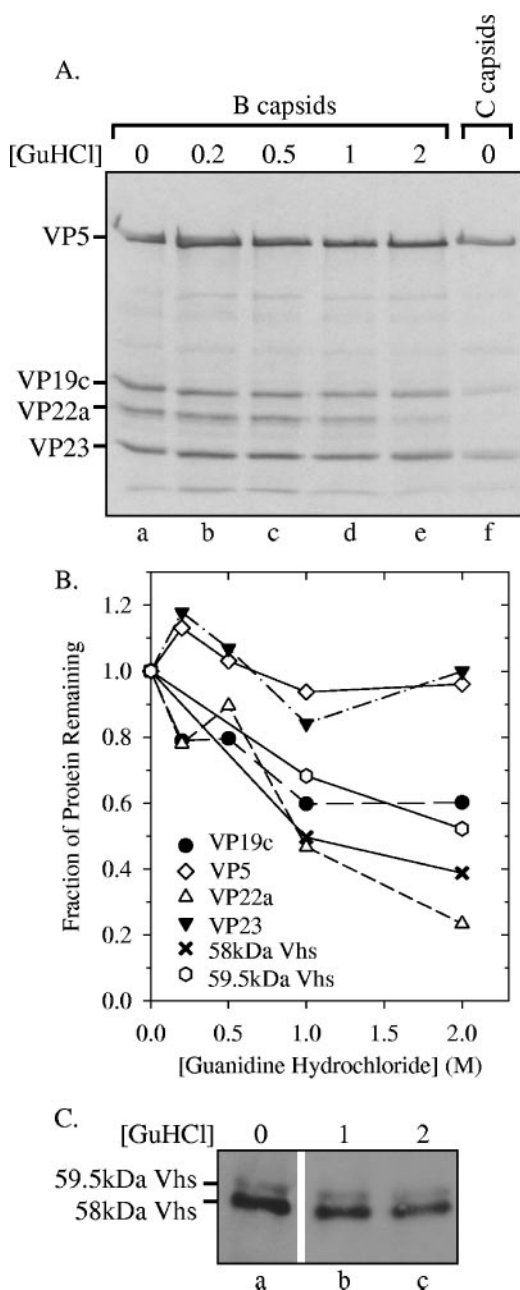 A.
B capsids
C capsids
[GuHCl] 0 0.2 0.5 1 2 0
VP5
VP19c
VP22a
VP23
a b c d e f
B.
Fraction of Protein Remaining
1.2
1.0
0.8
0.6
0.4
0.2
0.0
VP19c
VP5
VP22a
VP23
58kDa Vhs
59.5kDa Vhs
0.0 0.5 1.0 1.5 2.0
[Guanidine Hydrochloride] (M)
C.
[GuHCl] 0 1 2
59.5kDa Vhs
58kDa Vhs
a b c